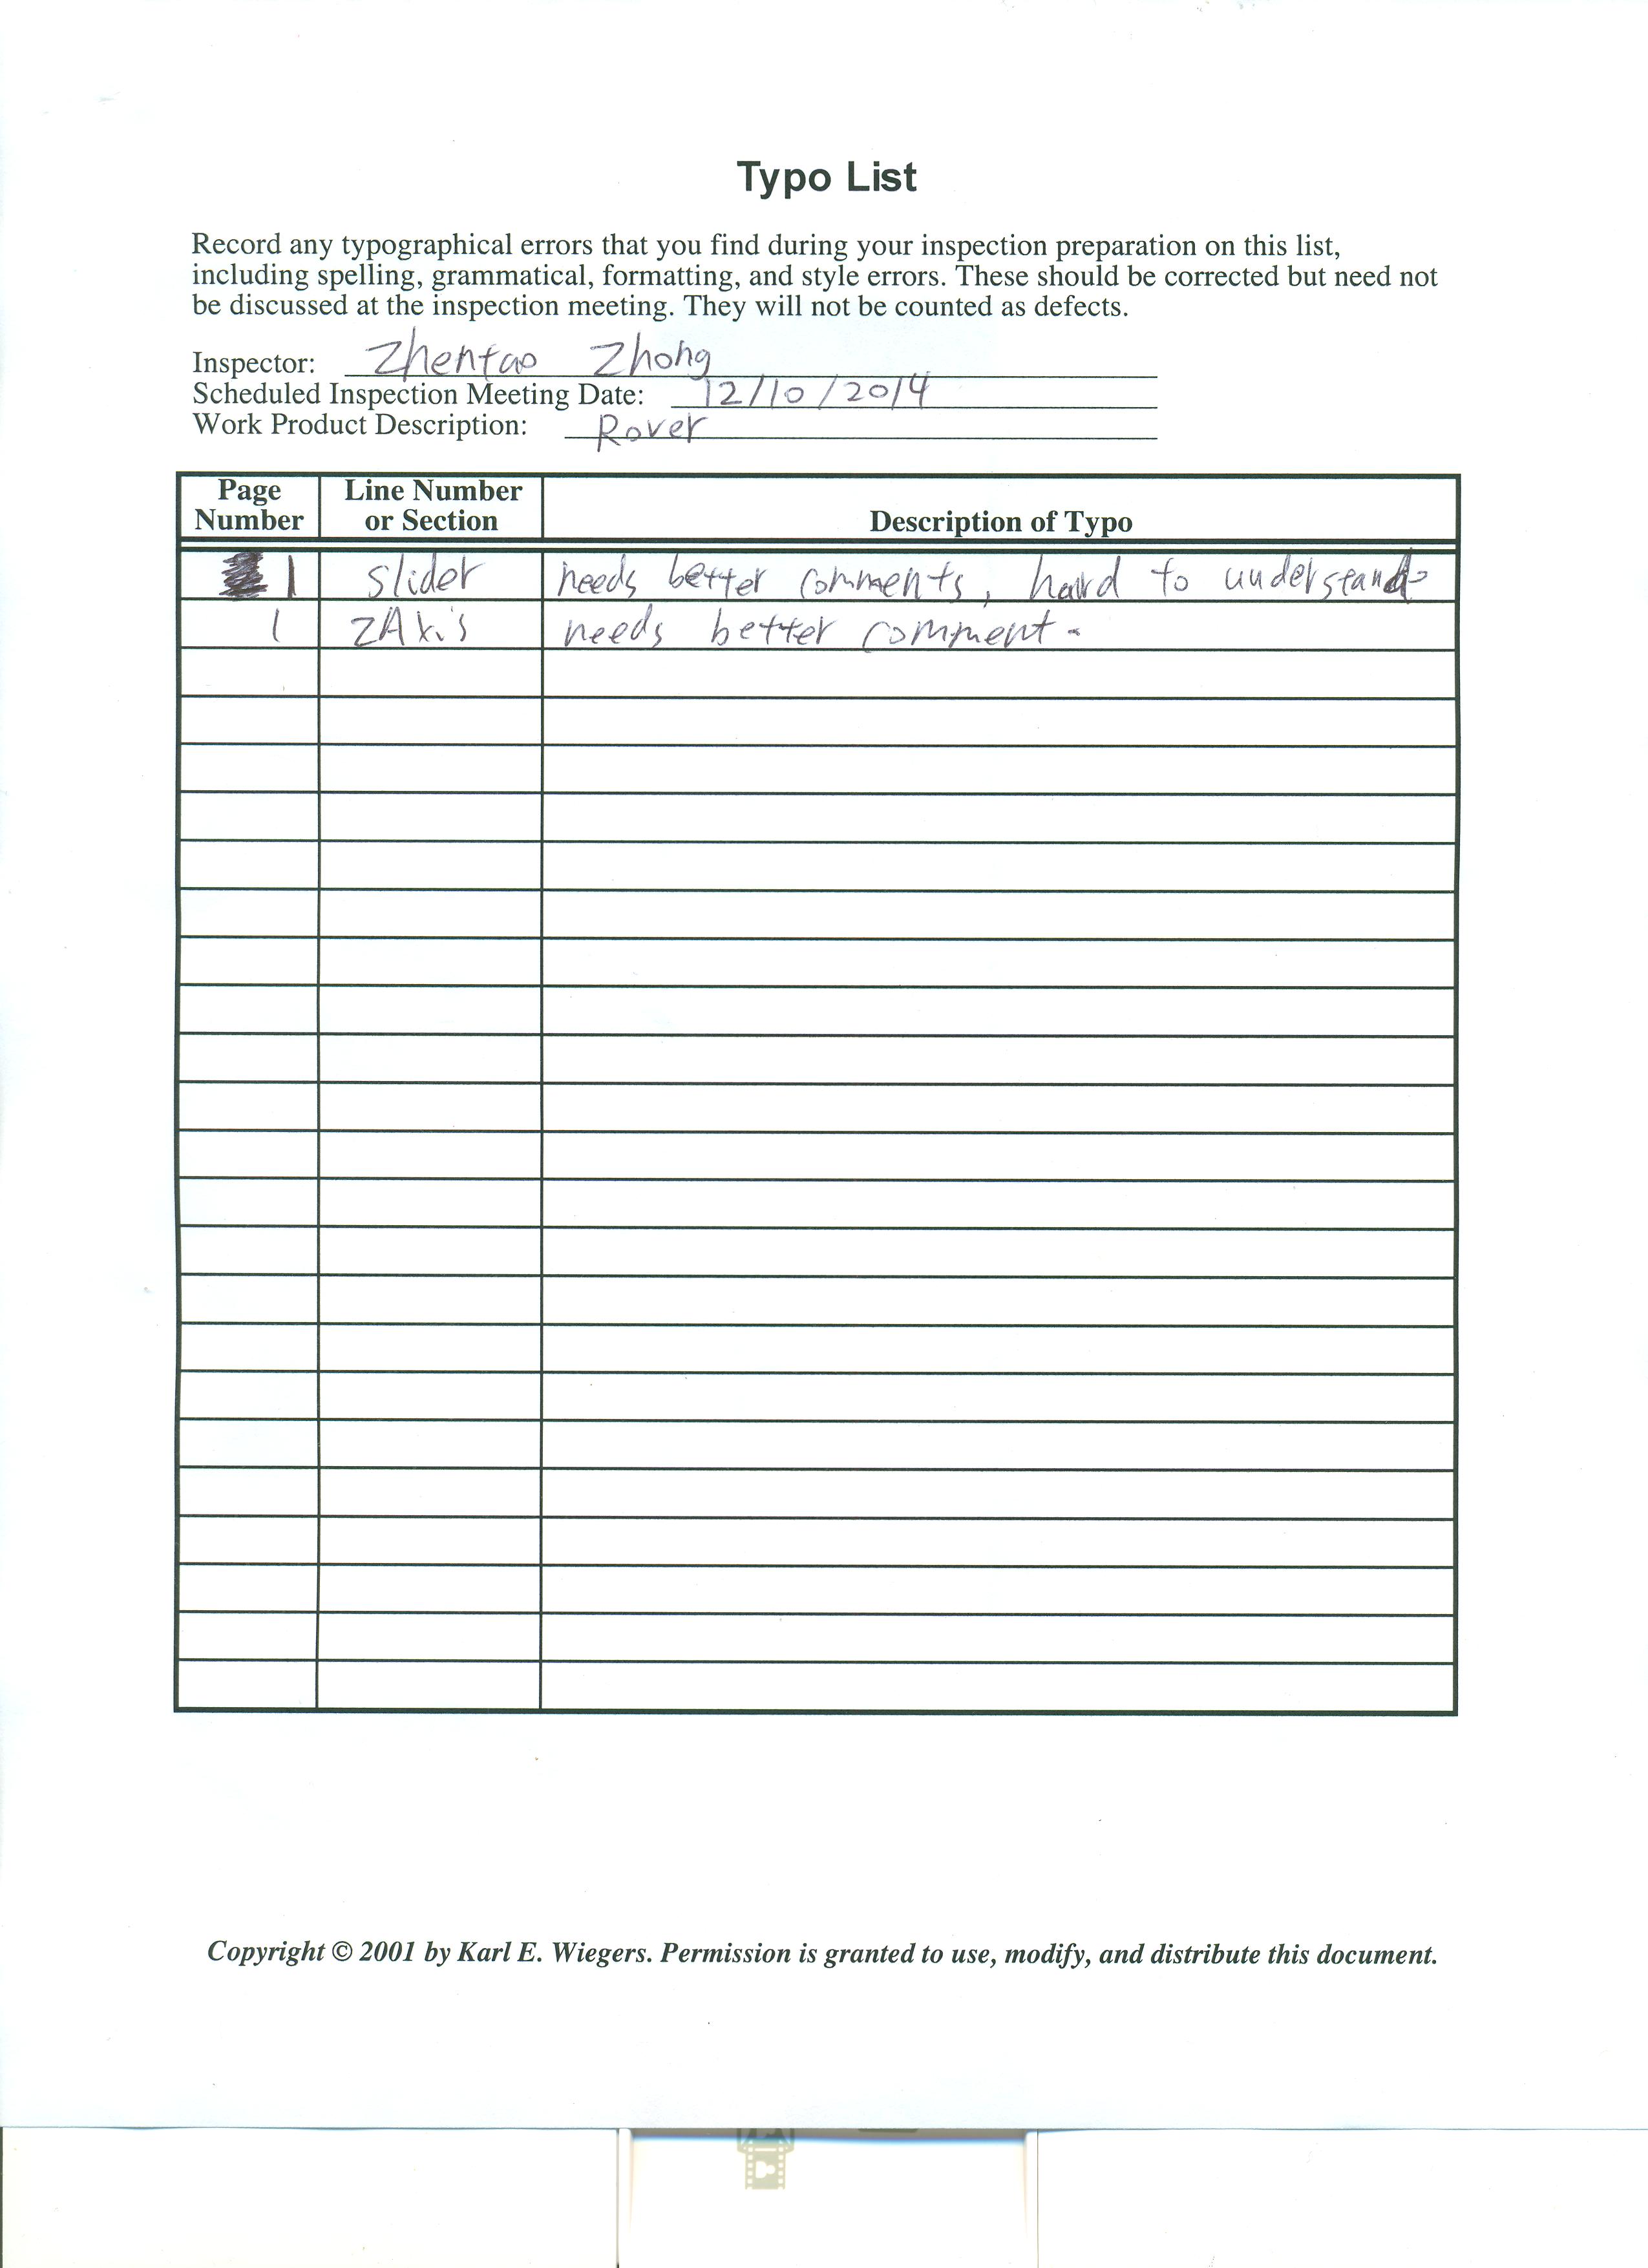 Typo List
Record any typographical errors that you find during your inspection preparation on this list,
including spelling, grammatical, formatting, and style errors. These should be corrected but need not
be discussed at the inspection meeting. They will not be counted as defects.
Inspector: Zhentao Zhong
Scheduled Inspection Meeting Date: 12/10/2014
Work Product Description: Rover
Page Number Line Number or Section Description of Typo
1 slider needs better comments, hard to understand
1 zAxis needs better comment.
Copyright © 2001 by Karl E. Wiegers. Permission is granted to use, modify, and distribute this document.